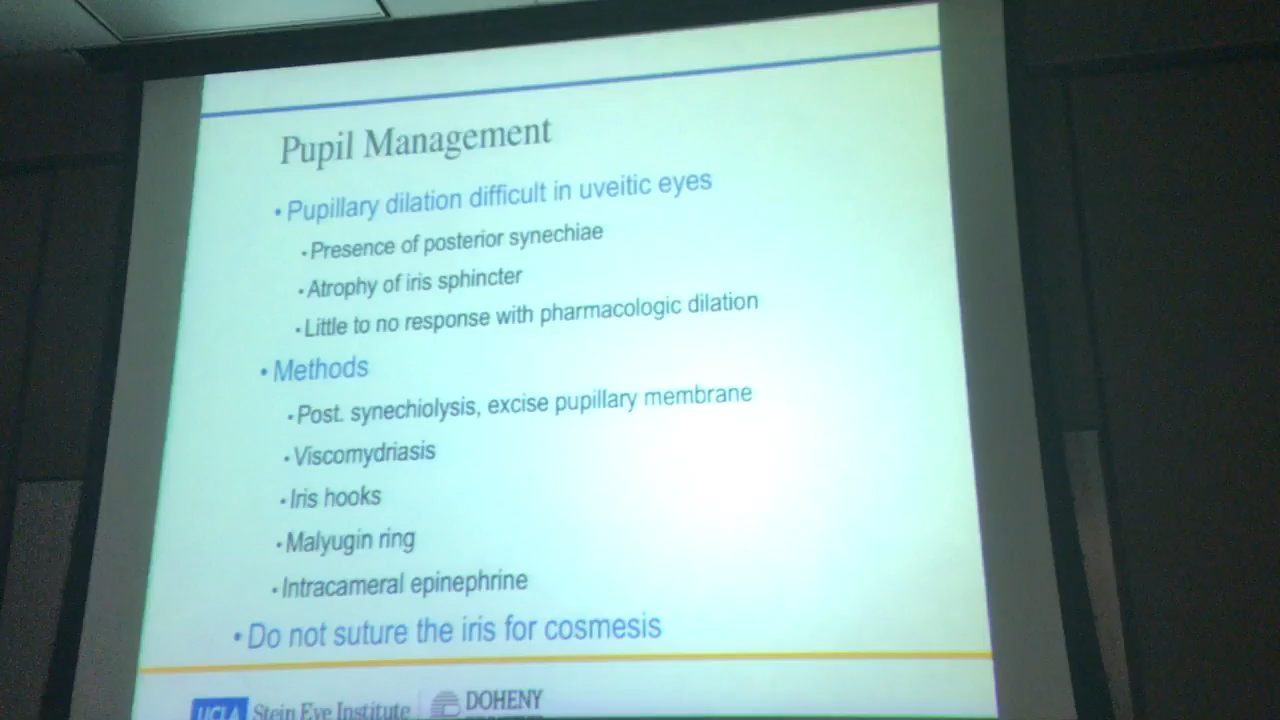 Pupil Management
• Pupillary dilation difficult in uveitic eyes
• Presence of posterior synechiae
• Atrophy of iris sphincter
• Little to no response with pharmacologic dilation
• Methods
• Post. synechiolysis, excise pupillary membrane
• Viscomydriasis
• Iris hooks
• Malyugin ring
• Intracameral epinephrine
• Do not suture the iris for cosmesis
UCLA Stein Eye Institute DOHENY